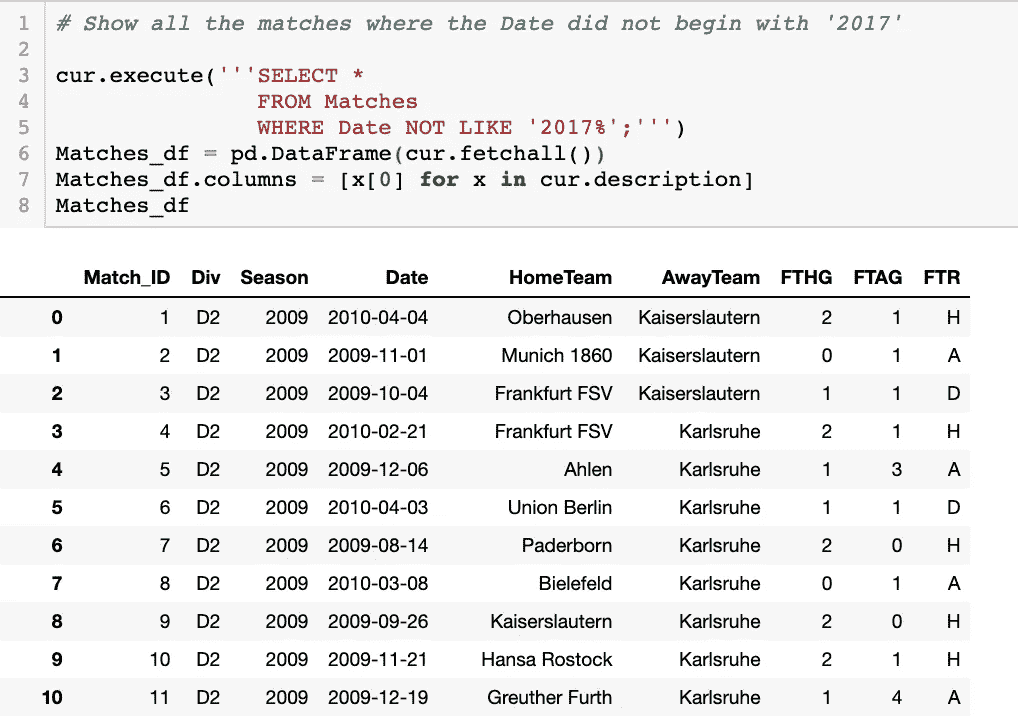 1 # Show all the matches where the Date did not begin with '2017'
2
3 cur.execute('''SELECT *
4 FROM Matches
5 WHERE Date NOT LIKE '2017%';''')
6 Matches_df = pd.DataFrame(cur.fetchall())
7 Matches_df.columns = [x[0] for x in cur.description]
8 Matches_df
Match_ID Div Season Date HomeTeam AwayTeam FTHG FTAG FTR
0 1 D2 2009 2010-04-04 Oberhausen Kaiserslautern 2 1 H
1 2 D2 2009 2009-11-01 Munich 1860 Kaiserslautern 0 1 A
2 3 D2 2009 2009-10-04 Frankfurt FSV Kaiserslautern 1 1 D
3 4 D2 2009 2010-02-21 Frankfurt FSV Karlsruhe 2 1 H
4 5 D2 2009 2009-12-06 Ahlen Karlsruhe 1 3 A
5 6 D2 2009 2010-04-03 Union Berlin Karlsruhe 1 1 D
6 7 D2 2009 2009-08-14 Paderborn Karlsruhe 2 0 H
7 8 D2 2009 2010-03-08 Bielefeld Karlsruhe 0 1 A
8 9 D2 2009 2009-09-26 Kaiserslautern Karlsruhe 2 0 H
9 10 D2 2009 2009-11-21 Hansa Rostock Karlsruhe 2 1 H
10 11 D2 2009 2009-12-19 Greuther Furth Karlsruhe 1 4 A